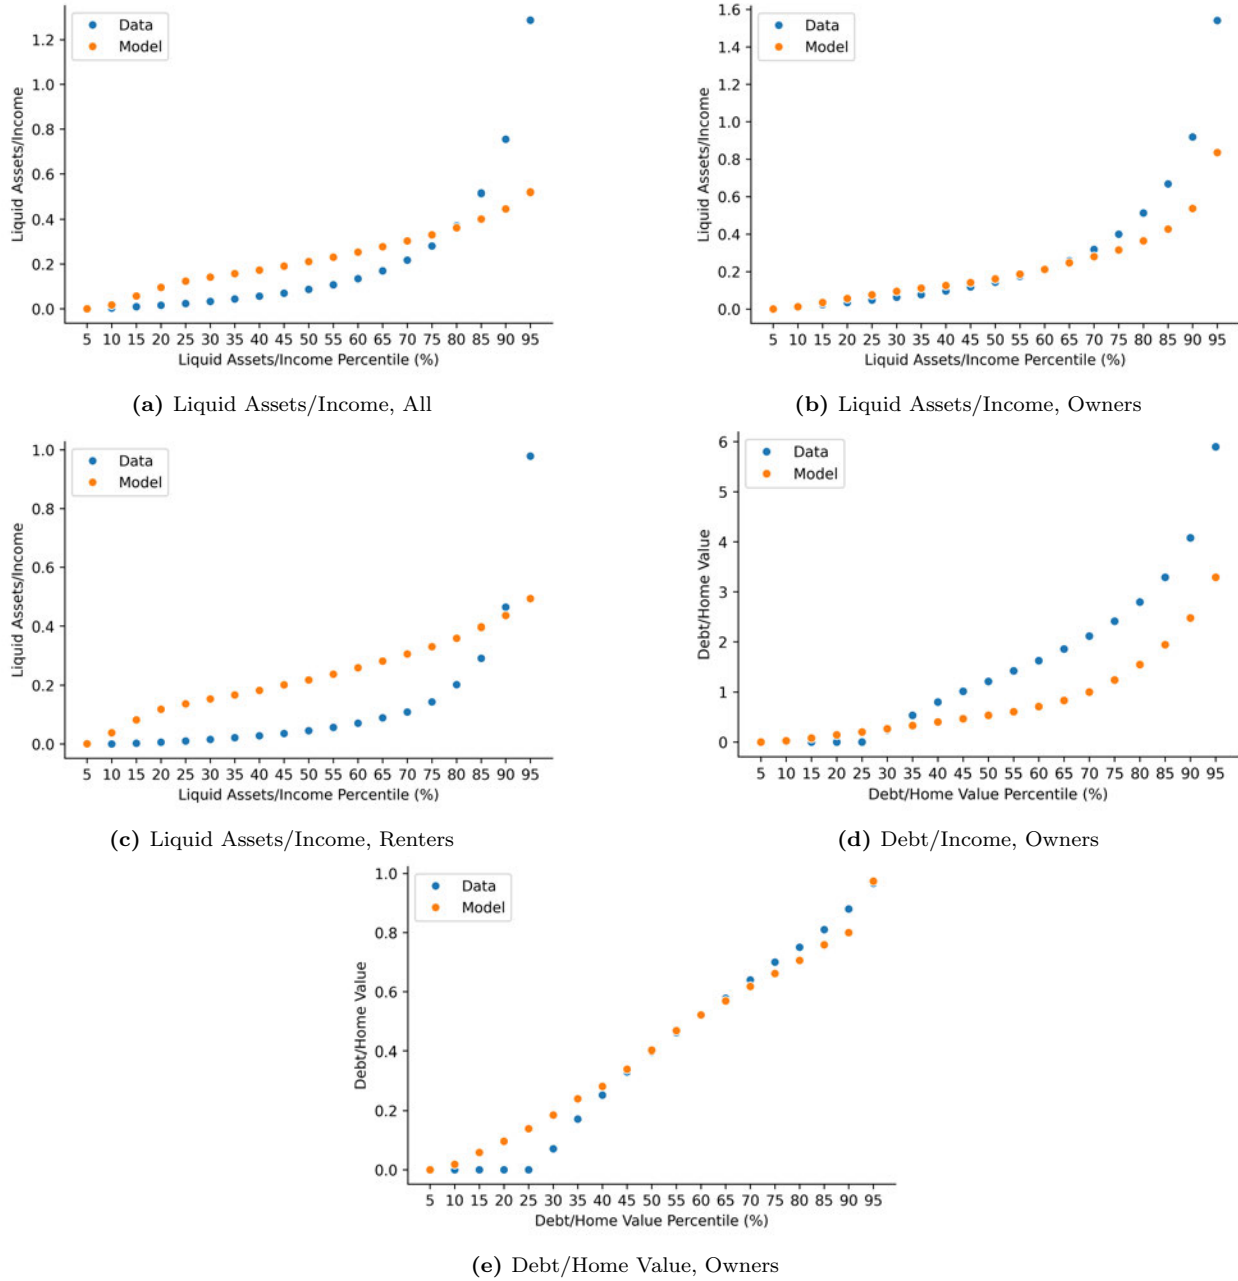 Data
Model
1.2
1.0
0.8
0.6
0.4
0.2
0.0
Liquid Assets/Income
5 10 15 20 25 30 35 40 45 50 55 60 65 70 75 80 85 90 95
Liquid Assets/Income Percentile (%)
(a) Liquid Assets/Income, All
Data
Model
1.6
1.4
1.2
1.0
0.8
0.6
0.4
0.2
0.0
Liquid Assets/Income
5 10 15 20 25 30 35 40 45 50 55 60 65 70 75 80 85 90 95
Liquid Assets/Income Percentile (%)
(b) Liquid Assets/Income, Owners
Data
Model
1.0
0.8
0.6
0.4
0.2
0.0
Liquid Assets/Income
5 10 15 20 25 30 35 40 45 50 55 60 65 70 75 80 85 90 95
Liquid Assets/Income Percentile (%)
(c) Liquid Assets/Income, Renters
Data
Model
6
5
4
3
2
1
0
Debt/Home Value
5 10 15 20 25 30 35 40 45 50 55 60 65 70 75 80 85 90 95
Debt/Home Value Percentile (%)
(d) Debt/Income, Owners
Data
Model
1.0
0.8
0.6
0.4
0.2
0.0
Debt/Home Value
5 10 15 20 25 30 35 40 45 50 55 60 65 70 75 80 85 90 95
Debt/Home Value Percentile (%)
(e) Debt/Home Value, Owners